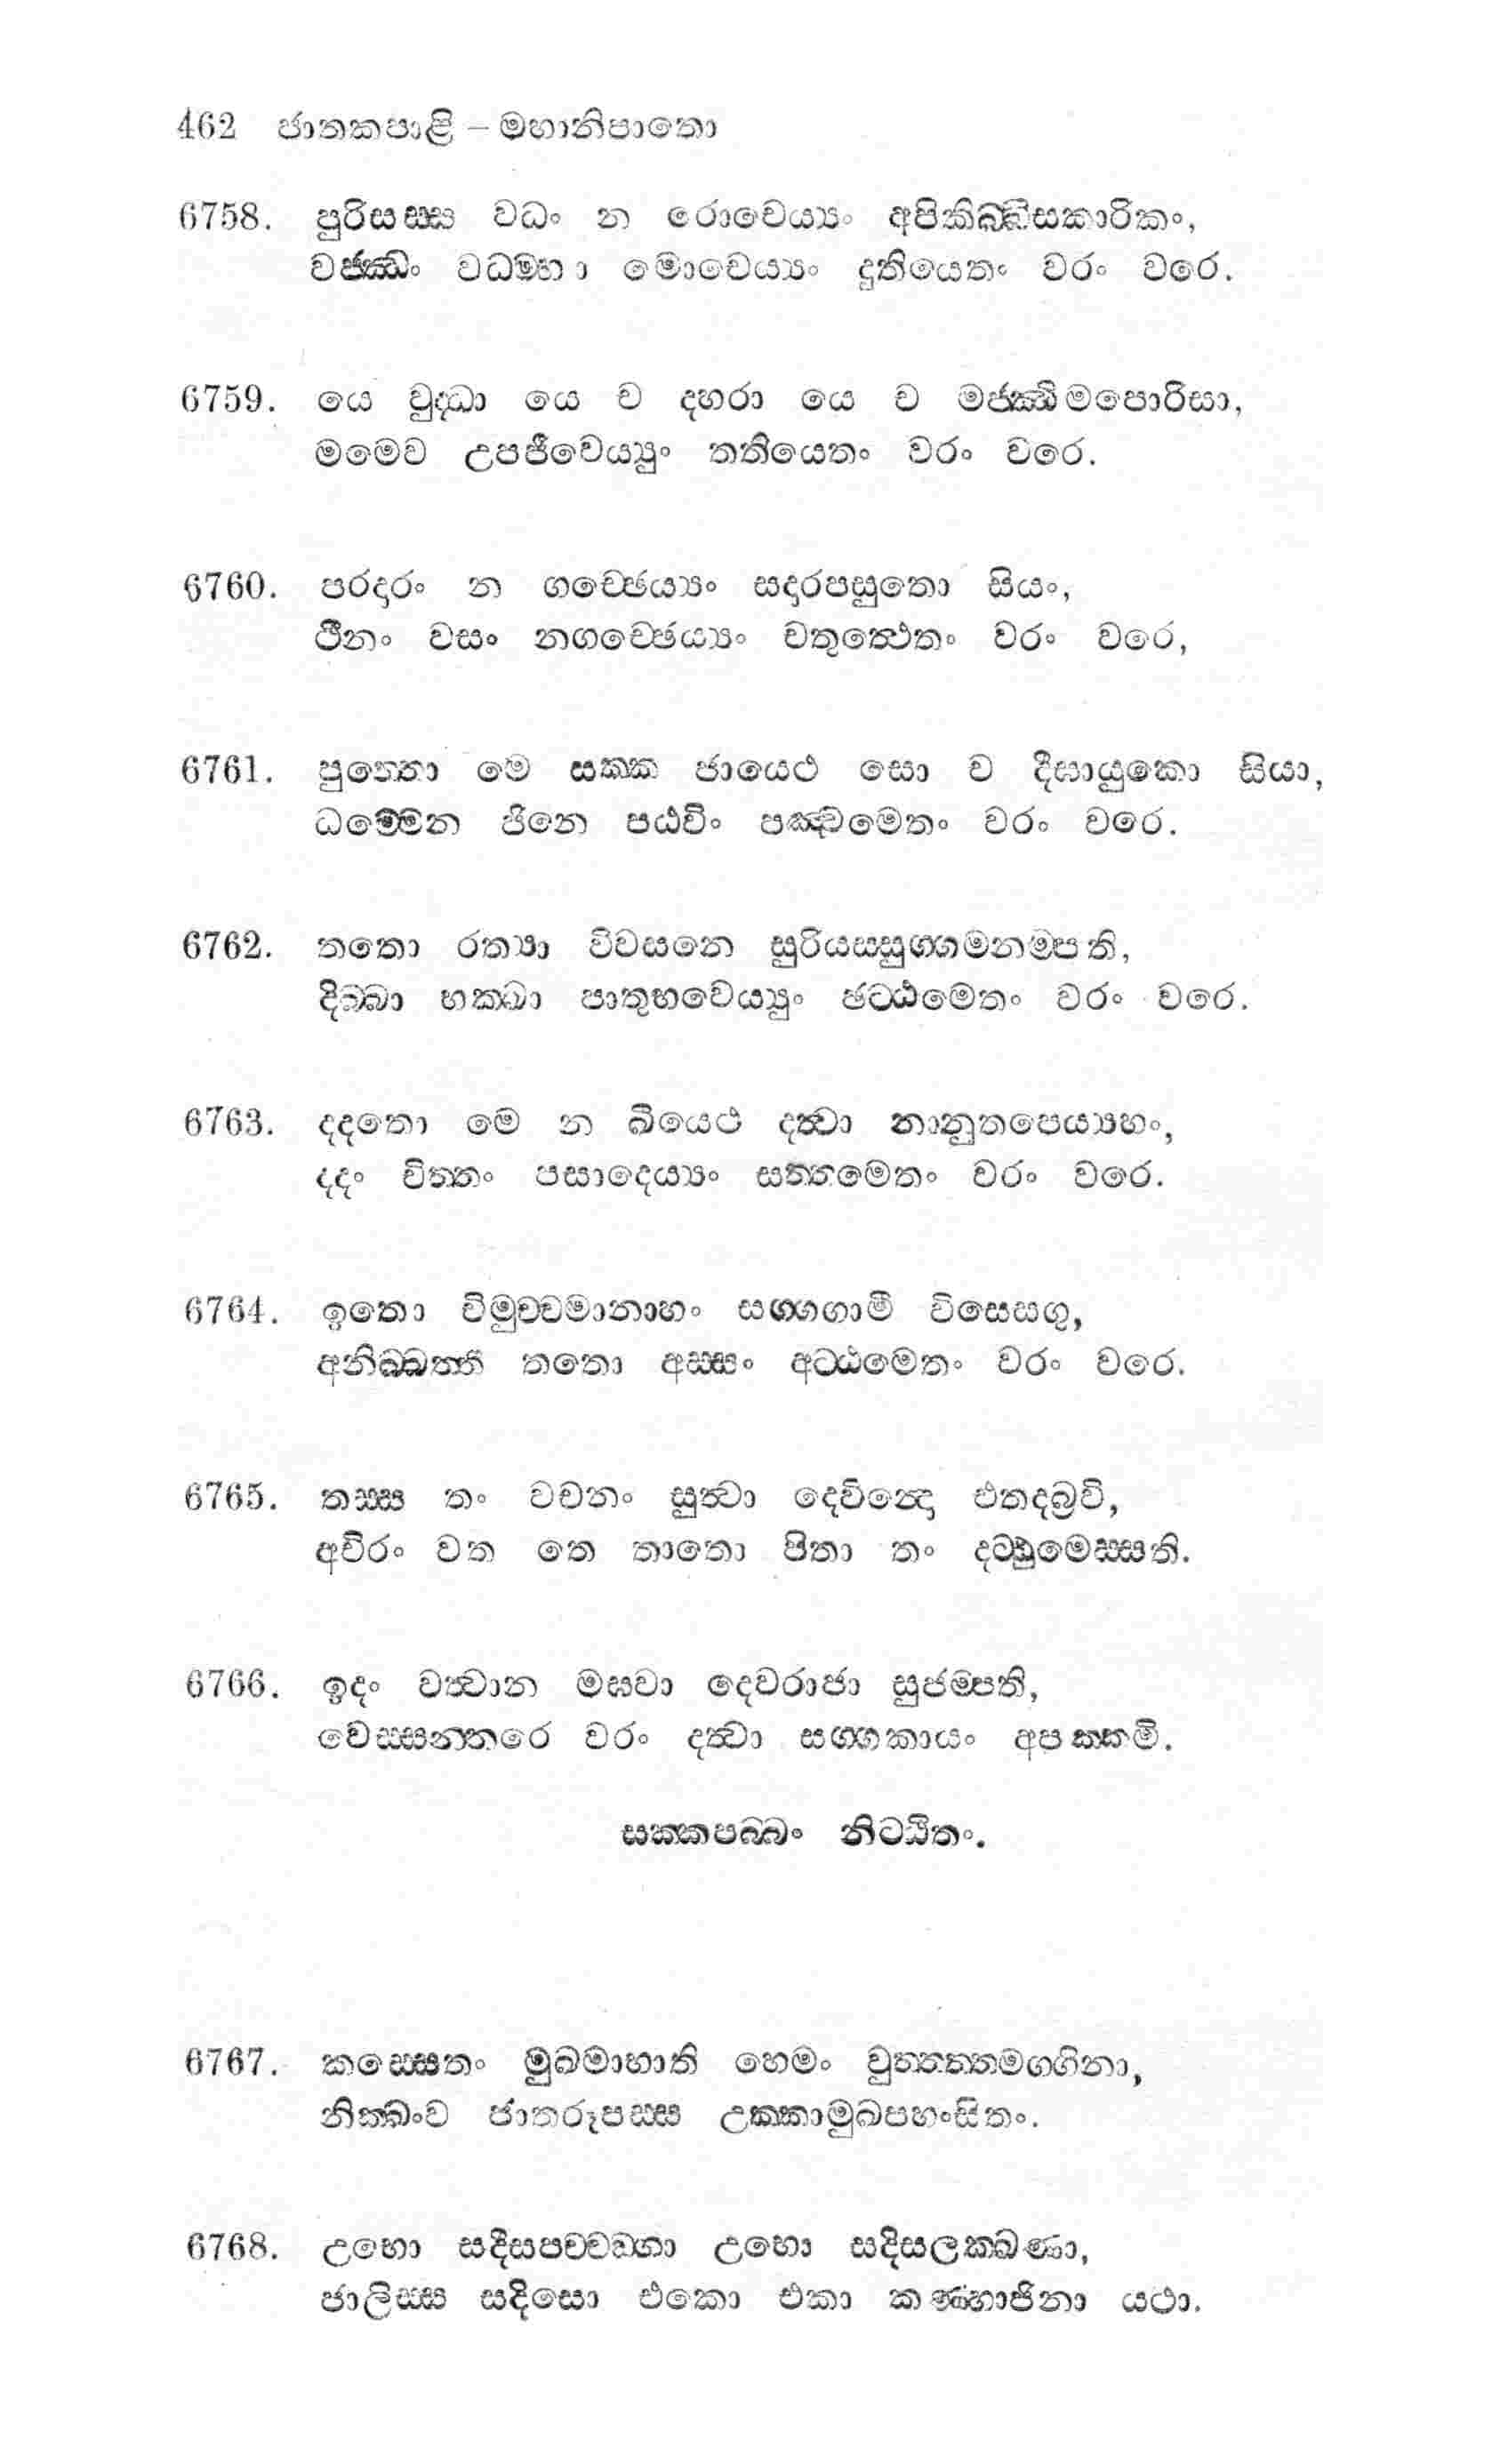 462 ජාතකපාළි – මහානිපාතො
6758. පුරිසස්ස වධං න රොචෙය්‍යං අපිකිබ්බිසකාරිකං,
වජ්ඣං වධම්හා මොචෙය්‍යං දුතියෙතං වරං වරෙ.
6759. යෙ වුද්ධා යෙ ච දහරා යෙ ච මජ්ඣිමපොරිසා,
මමෙව උපජීවෙය්‍යුං තතියෙතං වරං වරෙ.
6760. පරදාරං න ගච්ඡෙය්‍යං සදාරපසුතො සියං,
ථීනං වසං නගච්ඡෙය්‍යං චතුත්ථෙතං වරං වරෙ,
6761. පුත්තො මෙ සක්ක ජායෙථ සො ච දීඝායුකො සියා,
ධම්මෙන ජිනෙ පඨවිං පඤ්චමෙතං වරං වරෙ.
6762. තතො රත්‍යා විවසනෙ සුරියස්සුග්ගමනම්පති,
දිබ්බා භක්ඛා පාතුභවෙය්‍යුං ඡට්ඨමෙතං වරං වරෙ.
6763. දදතො මෙ න ඛීයෙථ දත්‍වා නානුතපෙය්‍යහං,
දදං චිත්තං පසාදෙය්‍යං සත්තමෙතං වරං වරෙ.
6764. ඉතො විමුච්චමානාහං සග්ගගාමී විසෙසගු,
අනිබ්බත්තී තතො අස්සං අට්ඨමෙතං වරං වරෙ.
6765. තස්ස තං වචනං සුත්‍වා දෙවින්දො එතදබ්‍රවි,
අචිරං වත තෙ තාතො පිතා තං දට්ඨුමෙස්සති.
6766. ඉදං වත්‍වාන මඝවා දෙවරාජා සුජම්පති,
වෙස්සන්තරෙ වරං දත්‍වා සග්ගකායං අපක්කමි.
සක්කපබ්බං නිට්ඨිතං.
6767. කස්සෙතං මුඛමාභාති හෙමං වුත්තත්තමග්ගිනා,
නික්ඛංව ජාතරූපස්ස උක්කාමුඛපහංසිතං.
6768. උභො සදිසපච්චඞ්ගා උභො සදිසලක්ඛණා,
ජාලිස්ස සදිසො එකො එකා කණ්හාජිනා යථා.